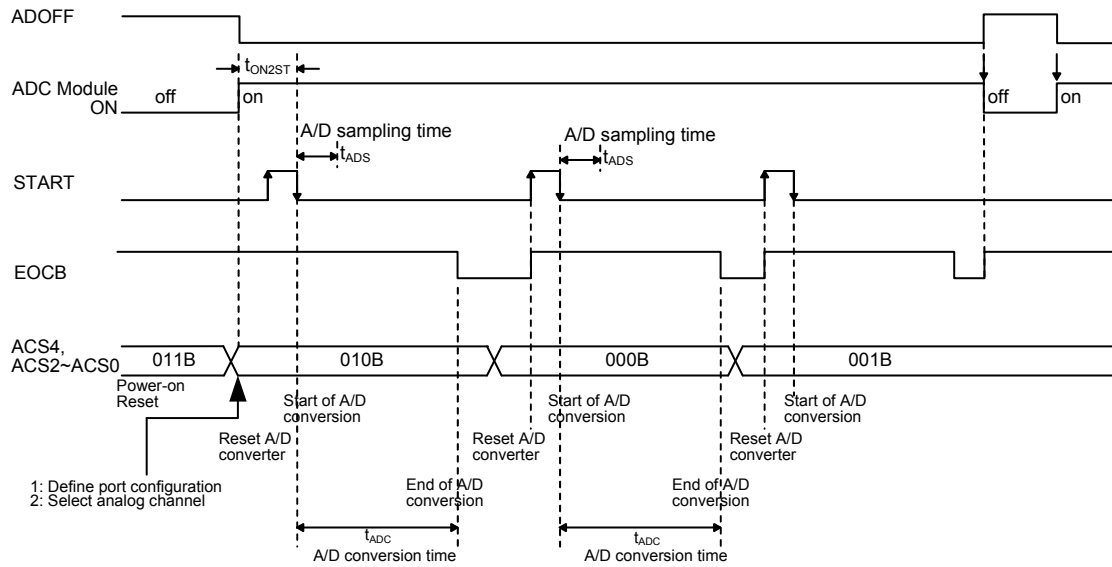 ADOFF
tON2ST
ADC Module
ON
off
on
off
on
A/D sampling time
tADS
A/D sampling time
tADS
START
EOCB
ACS4,
ACS2~ACS0
011B
010B
000B
001B
Power-on
Reset
Start of A/D
conversion
Start of A/D
conversion
Start of A/D
conversion
Reset A/D
converter
Reset A/D
converter
Reset A/D
converter
1: Define port configuration
2: Select analog channel
End of A/D
conversion
End of A/D
conversion
tADC
A/D conversion time
tADC
A/D conversion time